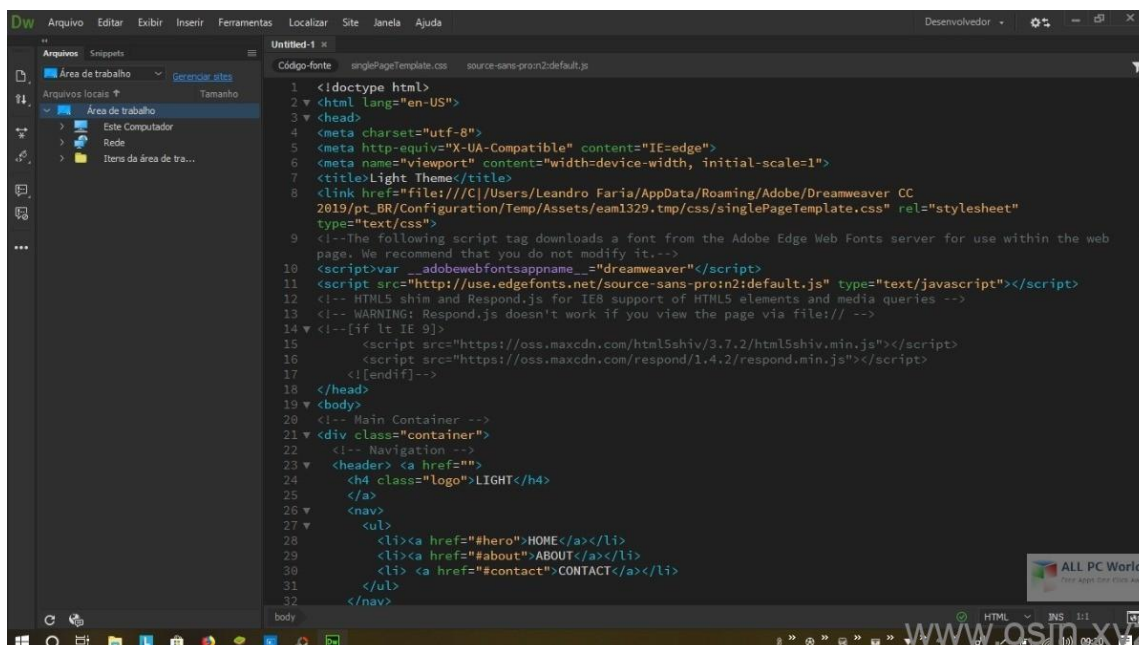 Dw Arquivo Editar Exibir Inserir Ferramentas Localizar Site Janela Ajuda Desenvolvedor
Arquivos Snippets
Área de trabalho Gerenciar sites
Arquivos locais Tamanho
Área de trabalho
Este Computador
Rede
Itens da área de tra...
Untitled-1
Código-fonte singlePageTemplate.css source-sans-pro:n2:default.js
1 <!doctype html>
2 <html lang="en-US">
3 <head>
4 <meta charset="utf-8">
5 <meta http-equiv="X-UA-Compatible" content="IE=edge">
6 <meta name="viewport" content="width=device-width, initial-scale=1">
7 <title>Light Theme</title>
8 <link href="file:///C|/Users/Leandro Faria/AppData/Roaming/Adobe/Dreamweaver CC
2019/pt_BR/Configuration/Temp/Assets/eam1329.tmp/css/singlePageTemplate.css" rel="stylesheet"
type="text/css">
9 <!--The following script tag downloads a font from the Adobe Edge Web Fonts server for use within the web
page. We recommend that you do not modify it.-->
10 <script>var __adobewebfontsappname__="dreamweaver"</script>
11 <script src="http://use.edgefonts.net/source-sans-pro:n2:default.js" type="text/javascript"></script>
12 <!-- HTML5 shim and Respond.js for IE8 support of HTML5 elements and media queries -->
13 <!-- WARNING: Respond.js doesn't work if you view the page via file:// -->
14 <!--[if lt IE 9]>
15 <script src="https://oss.maxcdn.com/html5shiv/3.7.2/html5shiv.min.js"></script>
16 <script src="https://oss.maxcdn.com/respond/1.4.2/respond.min.js"></script>
17 <![endif]-->
18 </head>
19 <body>
20 <!-- Main Container -->
21 <div class="container">
22 <!-- Navigation -->
23 <header> <a href="">
24 <h4 class="logo">LIGHT</h4>
25 </a>
26 <nav>
27 <ul>
28 <li><a href="#hero">HOME</a></li>
29 <li><a href="#about">ABOUT</a></li>
30 <li> <a href="#contact">CONTACT</a></li>
31 </ul>
32 </nav>
ALL PC World
body HTML INS 1:1
www.osin.xyz
09:20